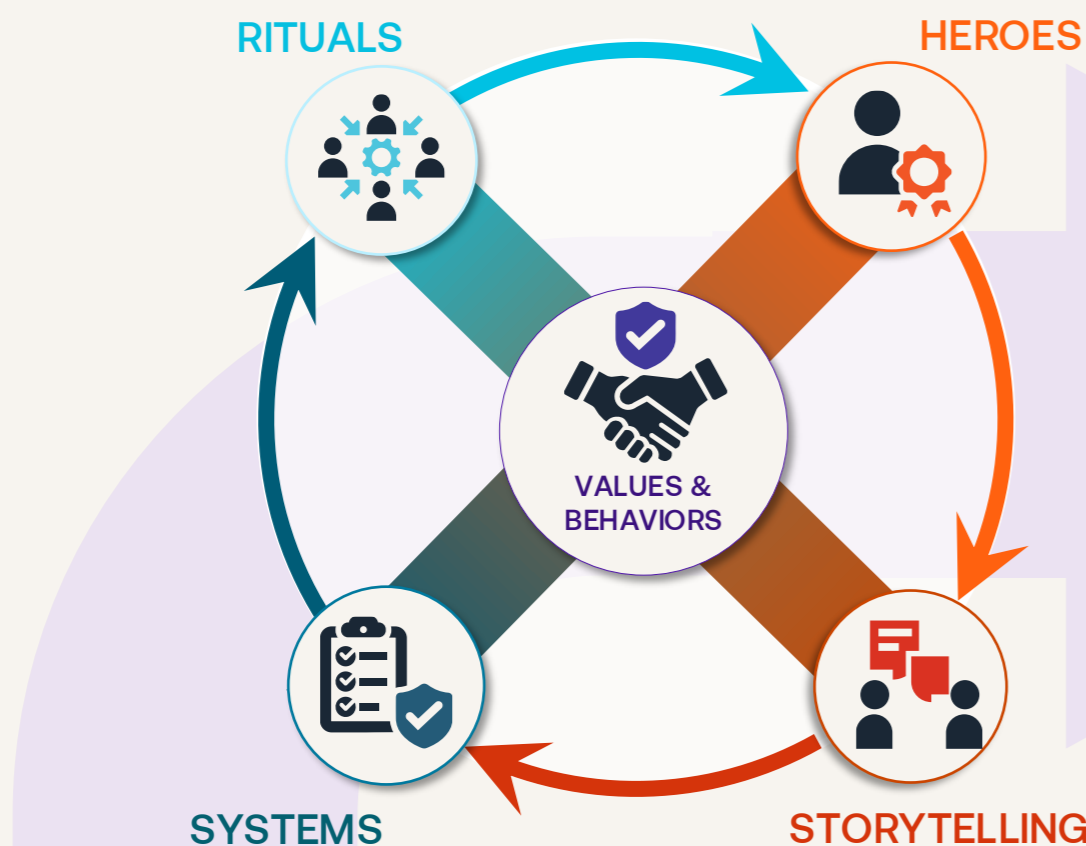 RITUALS
HEROES
VALUES &
BEHAVIORS
SYSTEMS
STORYTELLING